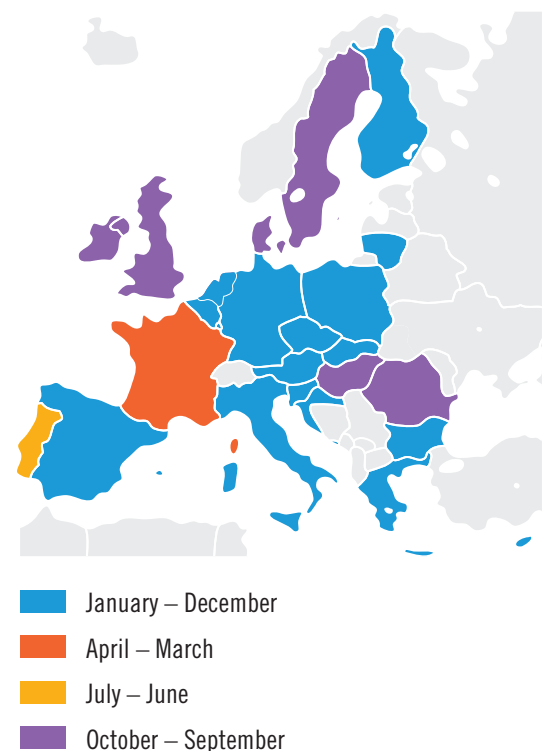 January – December
April – March
July – June
October – September